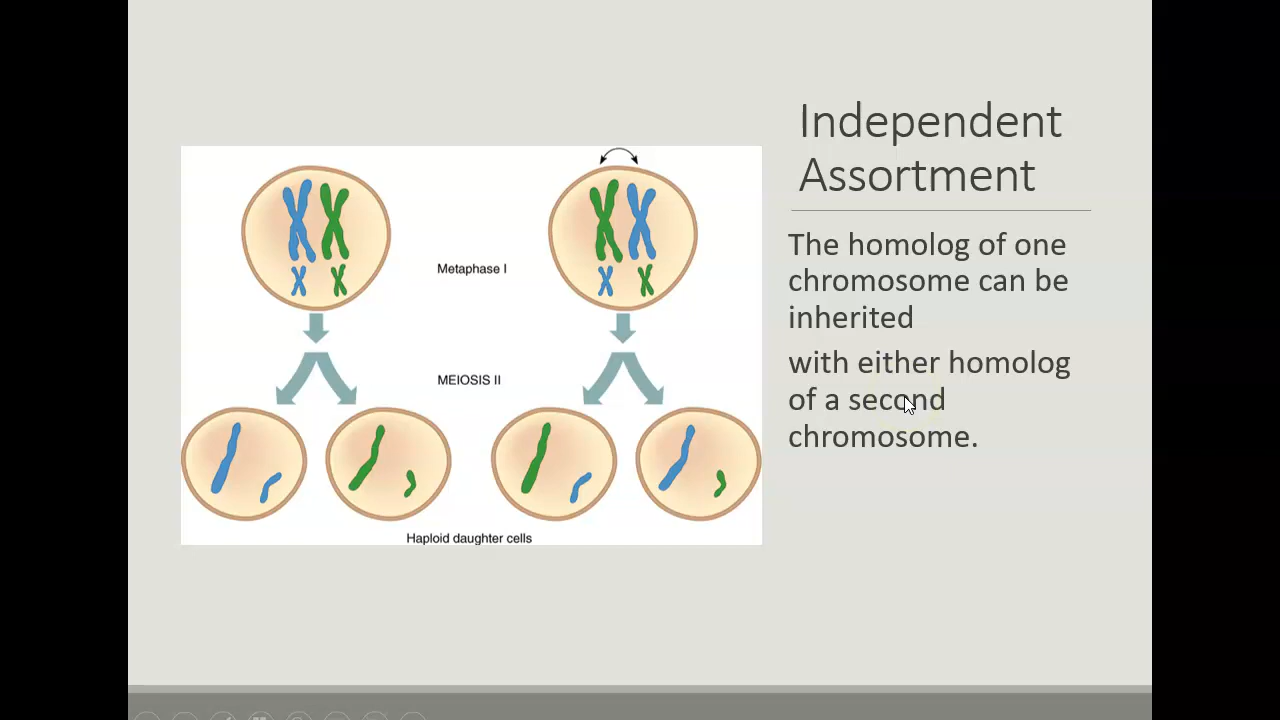 Independent
Assortment
The homolog of one
chromosome can be
inherited
with either homolog
of a second
chromosome.
Metaphase I
MEIOSIS II
Haploid daughter cells